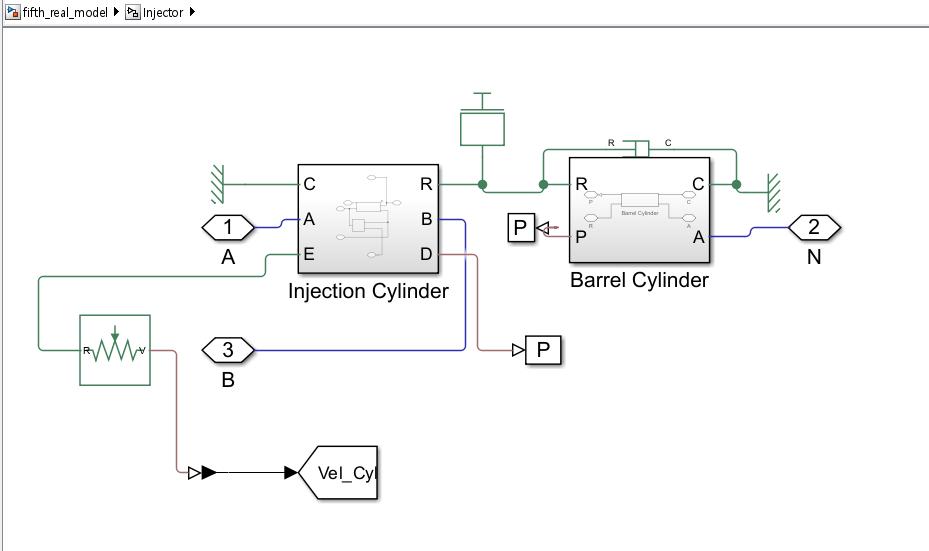 fifth_real_model Injector
R C
C R
R C
P C
1 A B
P
Barrel Cylinder
R A
2
A
E D
P A
N
Injection Cylinder
Barrel Cylinder
R V
3
P
B
Vel_Cyl